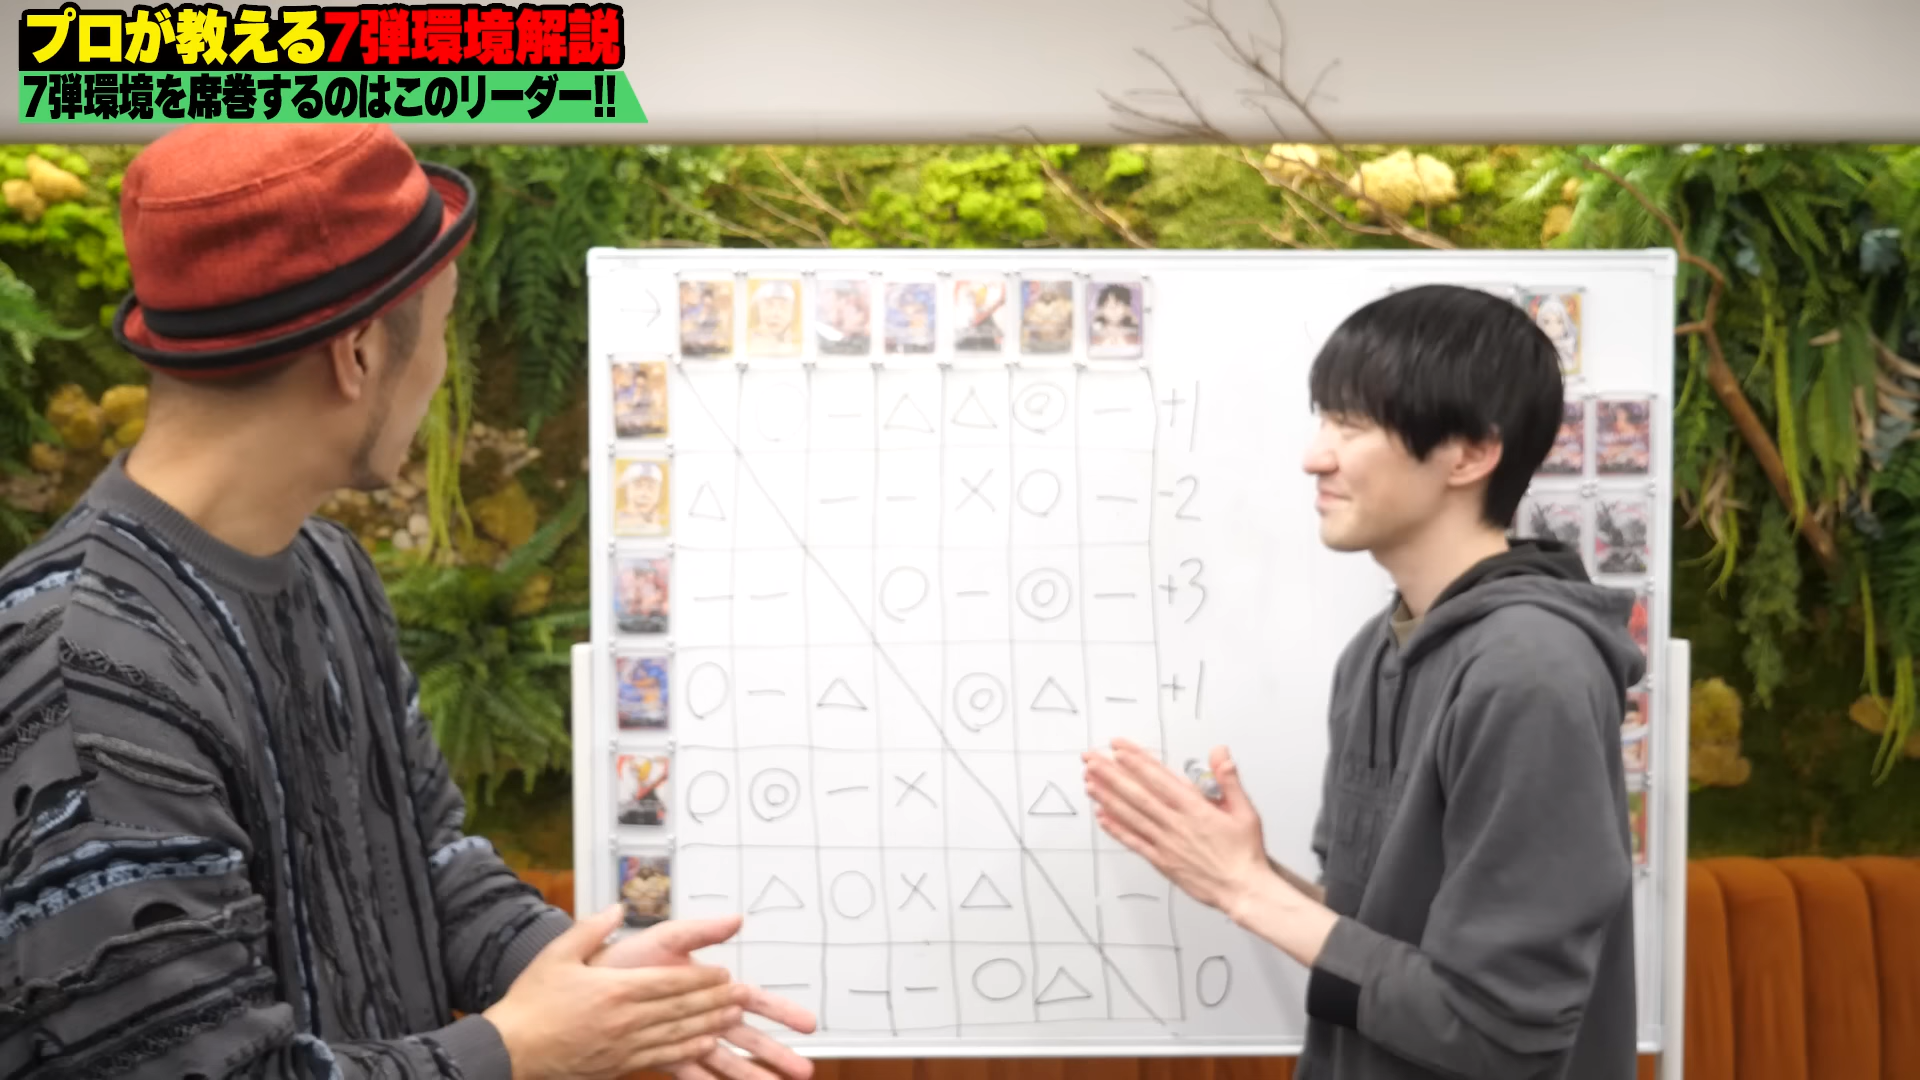 プロが教える7弾環境解説
7弾環境を席巻するのはこのリーダー!!
→
○ － △ △ ◎ － +1
△ － － × ○ － -2
－ － ○ － ◎ － +3
○ － △ ◎ △ － +1
○ ◎ － × △
－ △ ○ × △ －
－ － － ○ △ 0